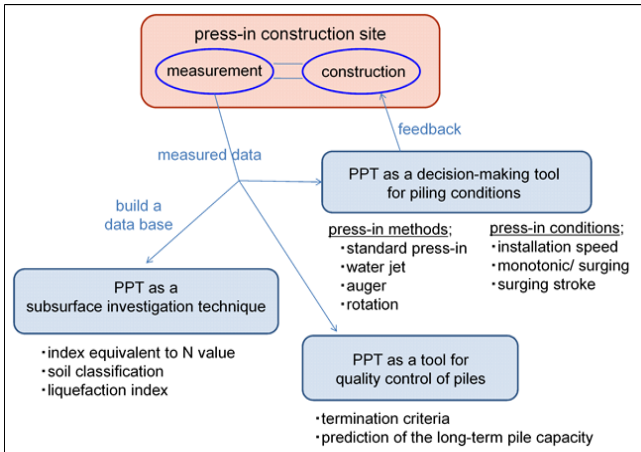 press-in construction site
measurement
construction
measured data
feedback
PPT as a decision-making tool
for piling conditions
build a
data base
press-in methods;
・standard press-in
・water jet
・auger
・rotation
press-in conditions;
・installation speed
・monotonic/ surging
・surging stroke
PPT as a
subsurface investigation technique
・index equivalent to N value
・soil classification
・liquefaction index
PPT as a tool for
quality control of piles
・termination criteria
・prediction of the long-term pile capacity